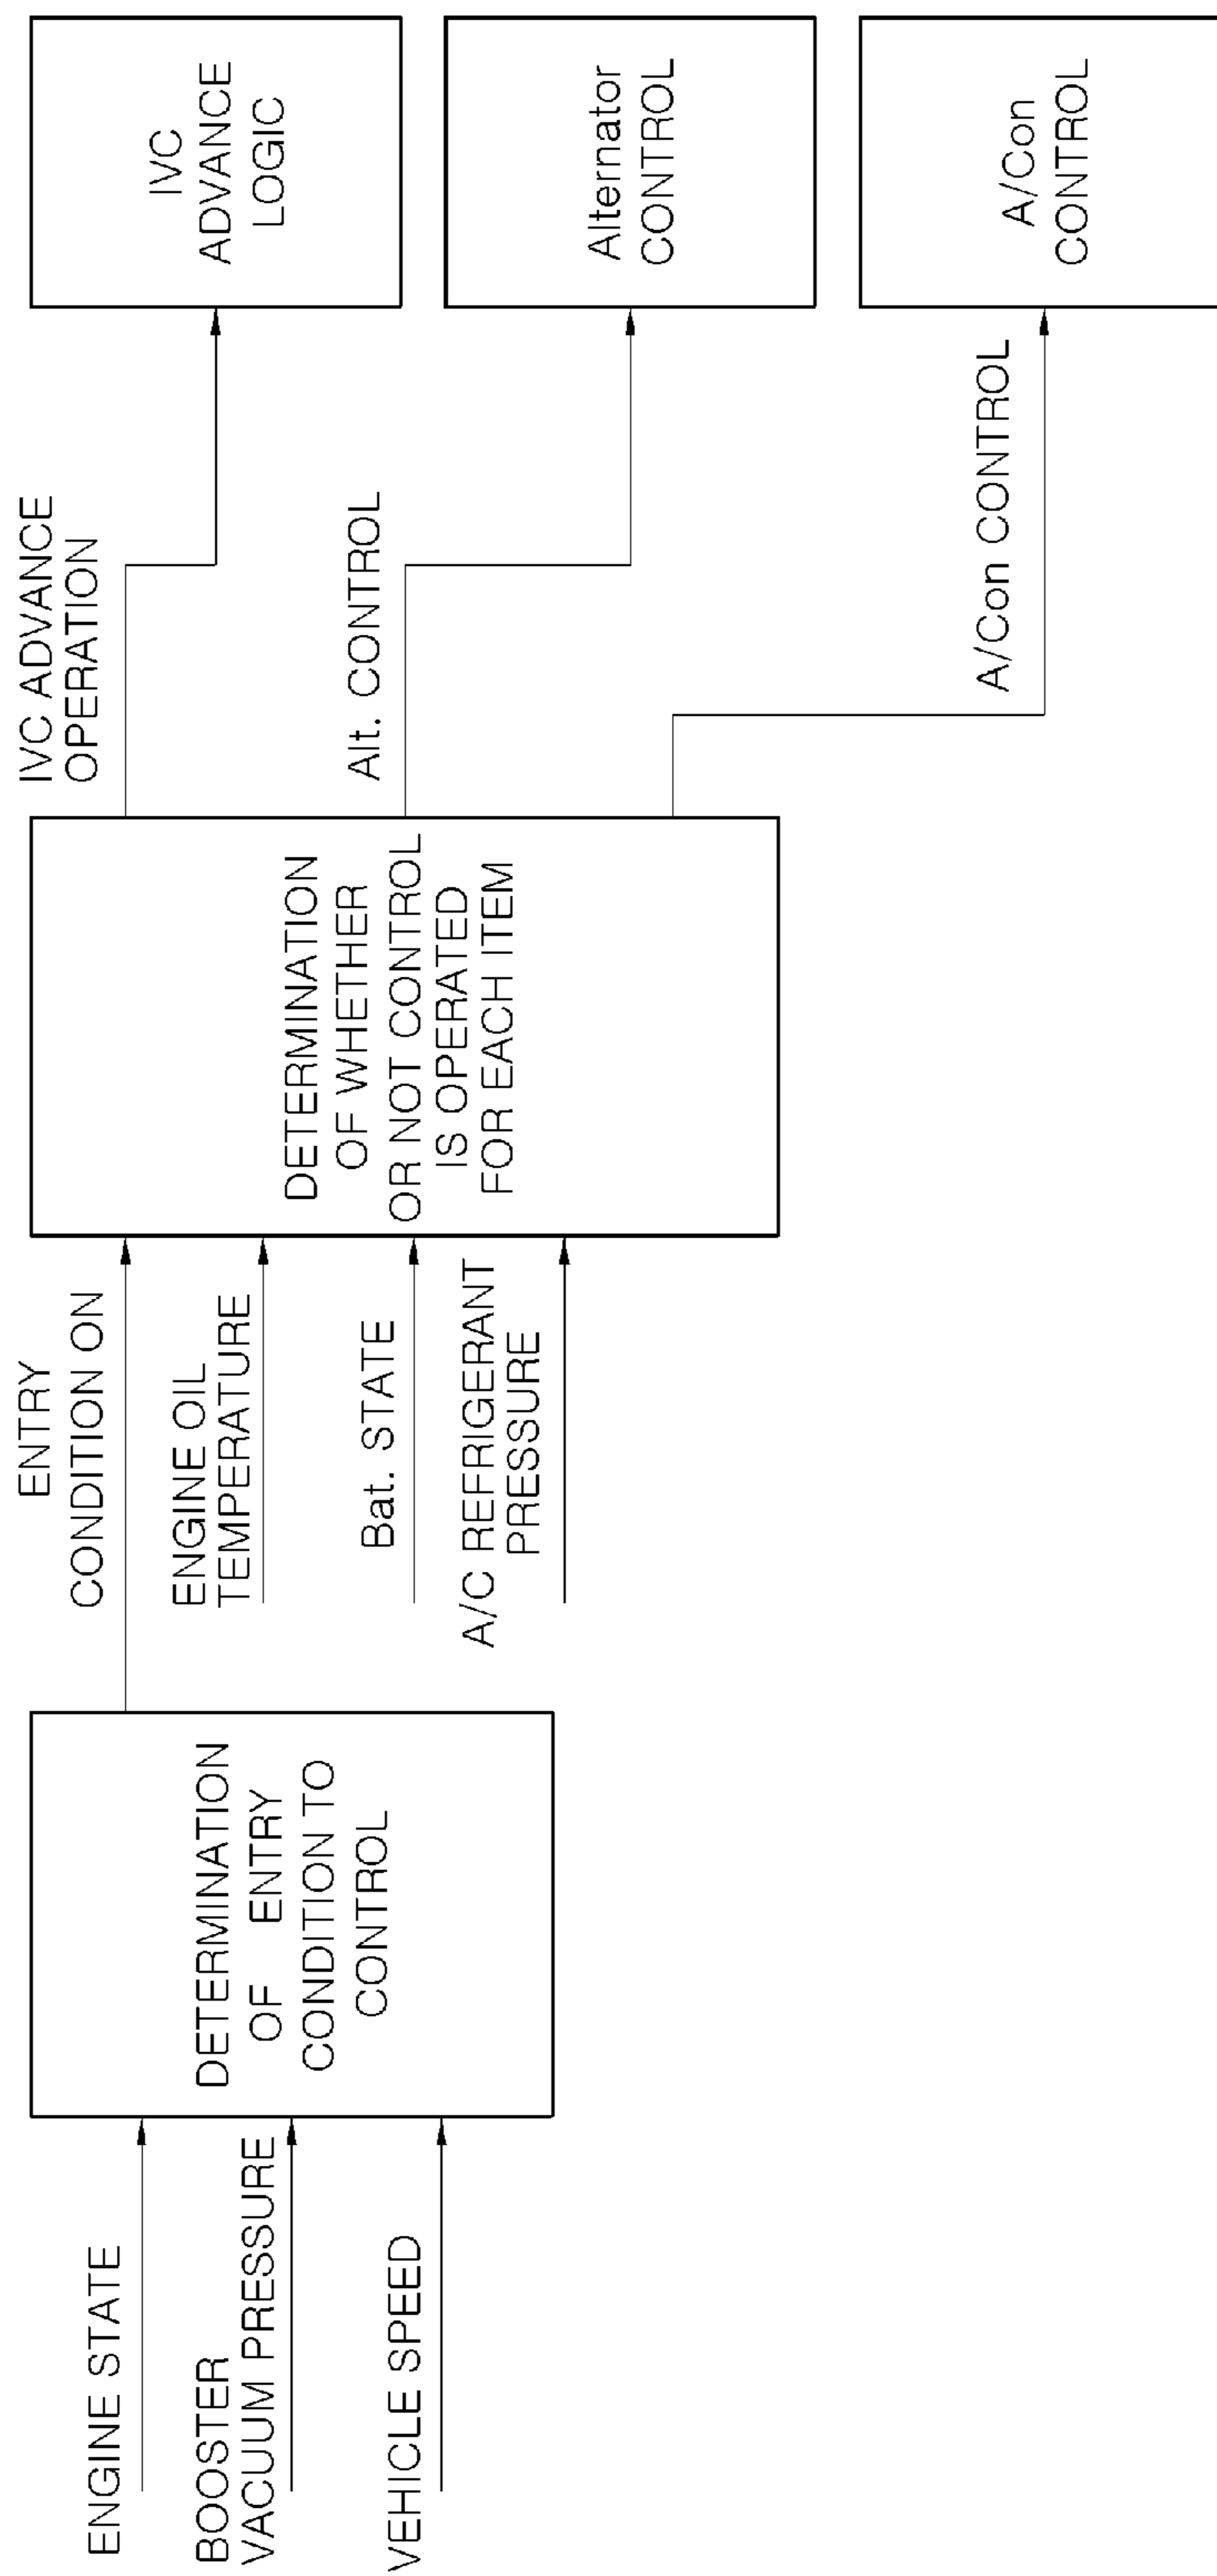 ENGINE STATE
BOOSTER
VACUUM PRESSURE
VEHICLE SPEED
DETERMINATION
OF ENTRY
CONDITION TO
CONTROL
ENTRY
CONDITION ON
ENGINE OIL
TEMPERATURE
Bat. STATE
A/C REFRIGERANT
PRESSURE
DETERMINATION
OF WHETHER
OR NOT CONTROL
IS OPERATED
FOR EACH ITEM
IVC ADVANCE
OPERATION
Alt. CONTROL
A/Con CONTROL
IVC
ADVANCE
LOGIC
Alternator
CONTROL
A/Con
CONTROL